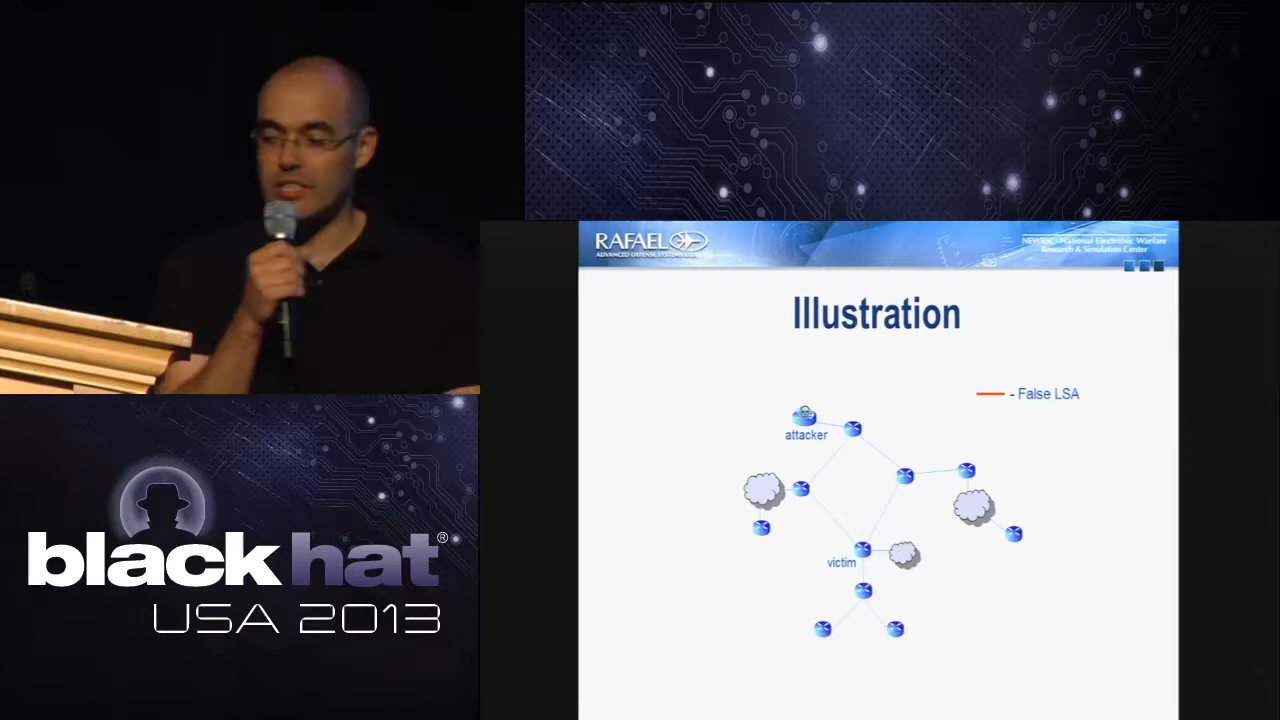 RAFAEL
ADVANCED DEFENSE SYSTEMS LTD.
National Electronic Warfare
Research & Simulation Center
Illustration
- False LSA
attacker
victim
black hat®
USA 2013